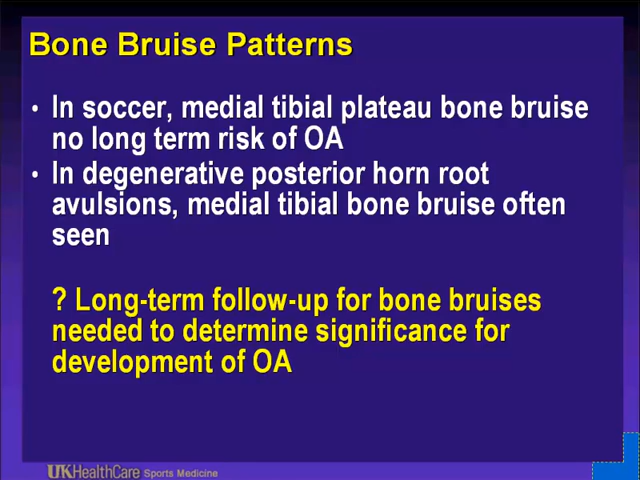 Bone Bruise Patterns
• In soccer, medial tibial plateau bone bruise
no long term risk of OA
• In degenerative posterior horn root
avulsions, medial tibial bone bruise often
seen
? Long-term follow-up for bone bruises
needed to determine significance for
development of OA
UKHealthCare Sports Medicine